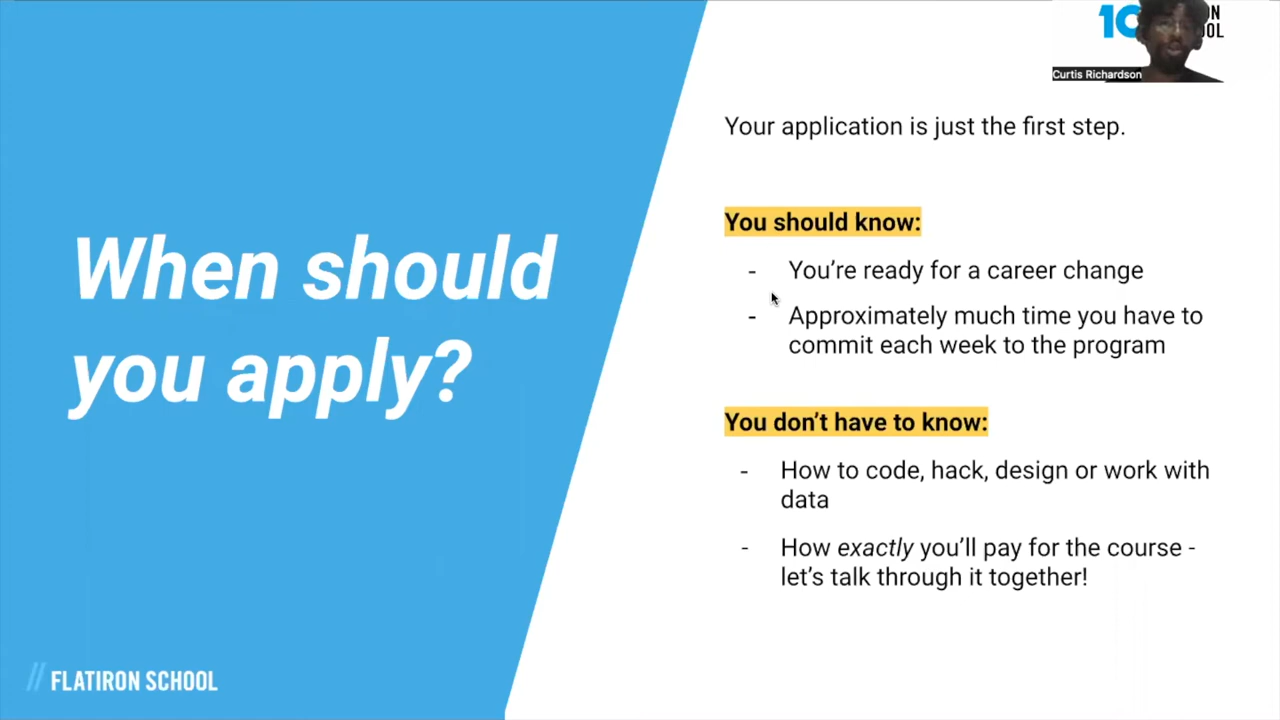 When should
you apply?
// FLATIRON SCHOOL
10
ON
OOL
Curtis Richardson
Your application is just the first step.
You should know:
- You’re ready for a career change
- Approximately much time you have to
commit each week to the program
You don’t have to know:
- How to code, hack, design or work with
data
- How exactly you’ll pay for the course -
let’s talk through it together!